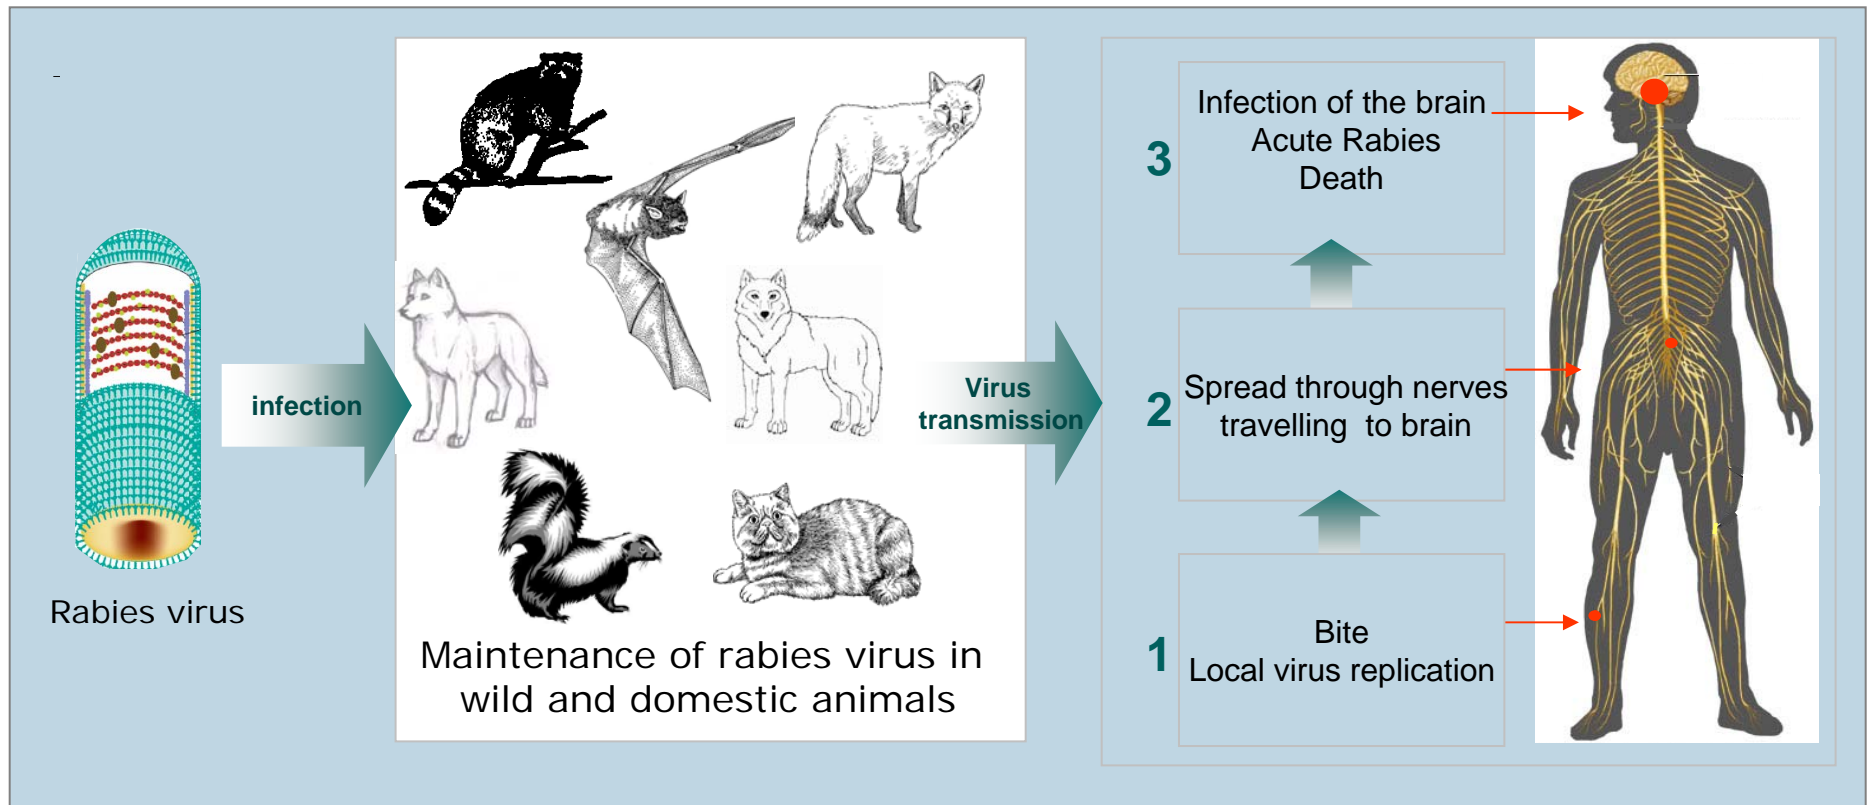 Rabies virus
infection
Maintenance of rabies virus in
wild and domestic animals
Virus
transmission
3
Infection of the brain
Acute Rabies
Death
2
Spread through nerves
travelling to brain
1
Bite
Local virus replication